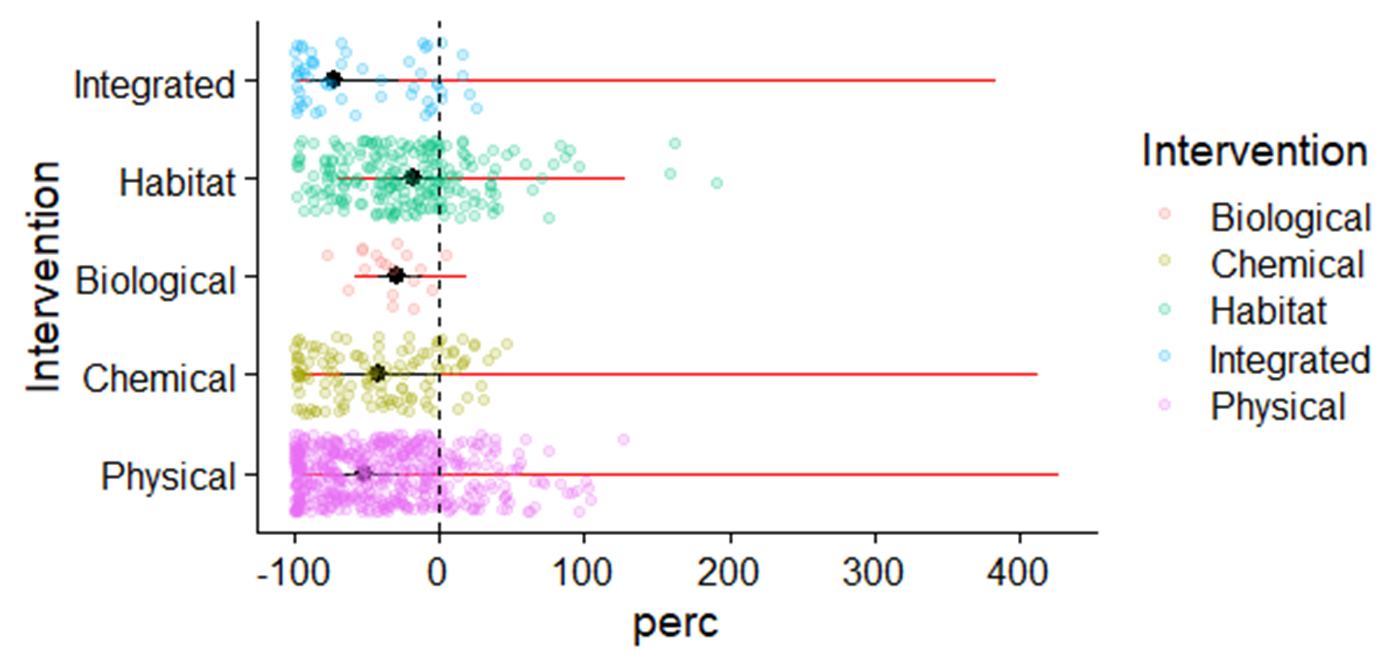 Intervention
Integrated
Habitat
Biological
Chemical
Physical
-100 0 100 200 300 400
perc
Intervention
Biological
Chemical
Habitat
Integrated
Physical